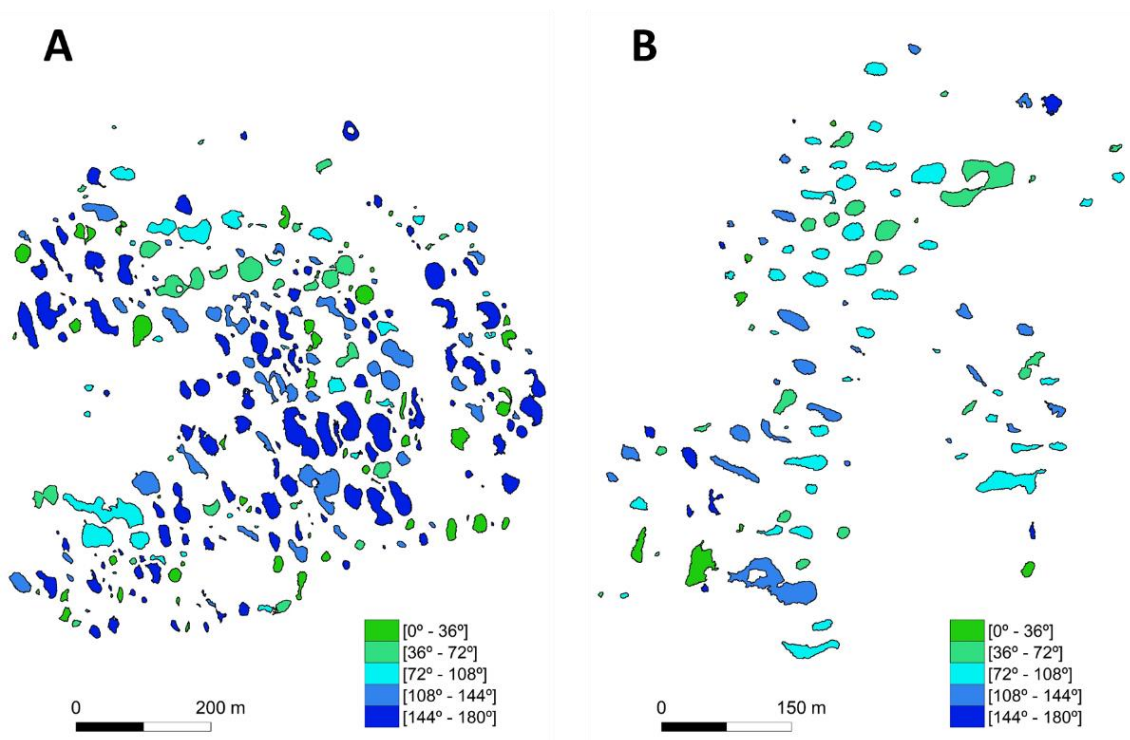 A
B
[0º - 36º]
[36º - 72º]
[72º - 108º]
[108º - 144º]
[144º - 180º]
0 200 m
[0º - 36º]
[36º - 72º]
[72º - 108º]
[108º - 144º]
[144º - 180º]
0 150 m